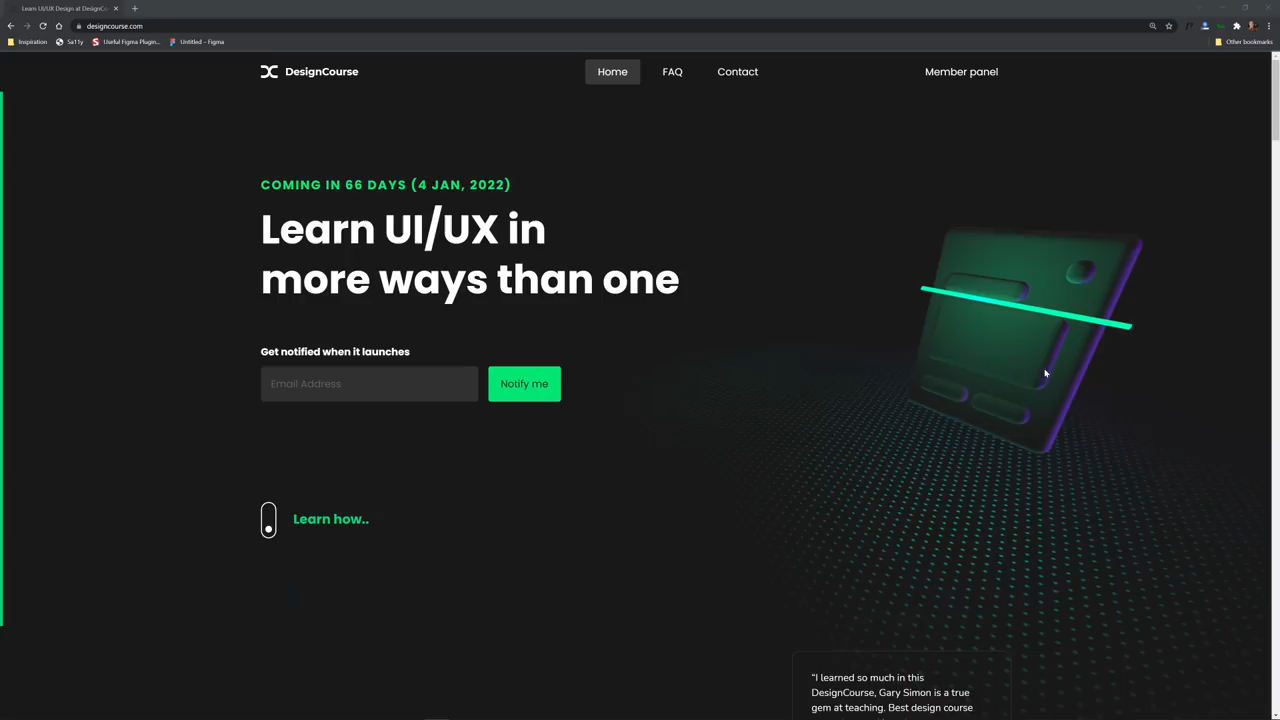 Learn UI/UX Design at DesignCo
designcourse.com
Inspiration
Sa11y
Useful Figma Plugin...
Untitled – Figma
Other bookmarks
DesignCourse
Home
FAQ
Contact
Member panel
COMING IN 66 DAYS (4 JAN, 2022)
Learn UI/UX in
more ways than one
Get notified when it launches
Email Address
Notify me
Learn how..
“I learned so much in this
DesignCourse, Gary Simon is a true
gem at teaching. Best design course